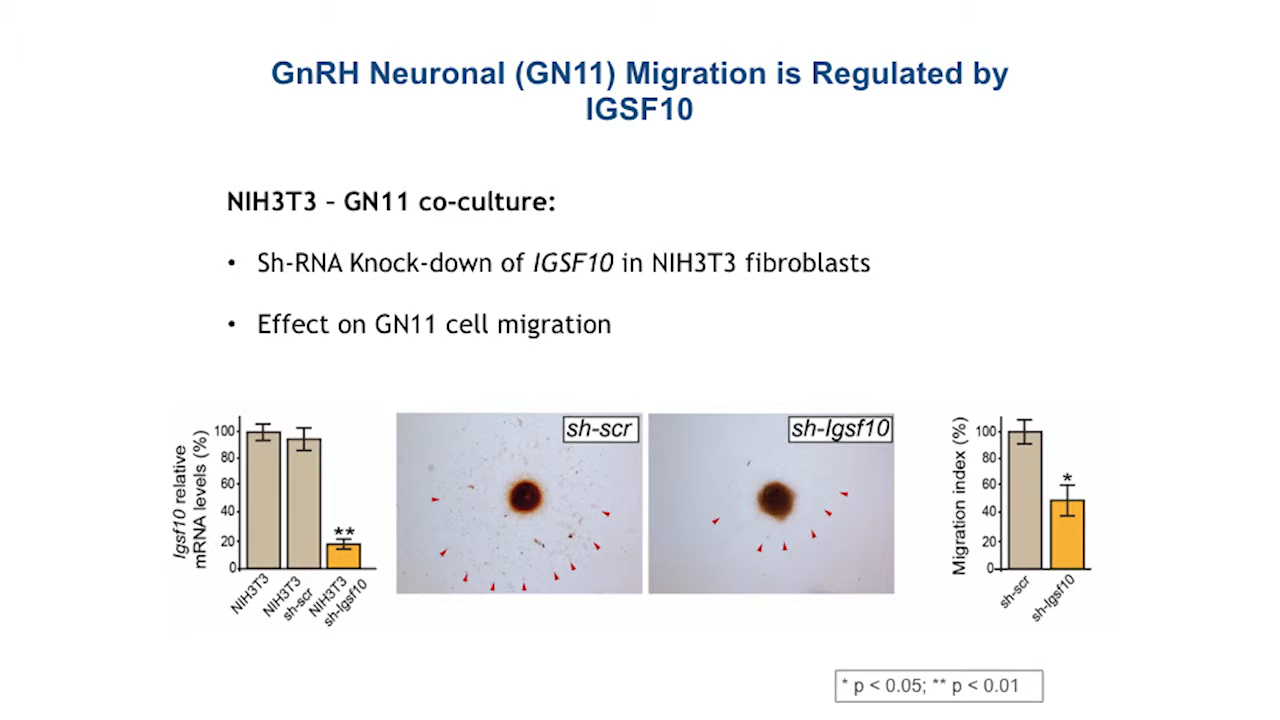 GnRH Neuronal (GN11) Migration is Regulated by
IGSF10
NIH3T3 – GN11 co-culture:
• Sh-RNA Knock-down of IGSF10 in NIH3T3 fibroblasts
• Effect on GN11 cell migration
Igsf10 relative
mRNA levels (%)
100
80
60
40
20
0
NIH3T3
NIH3T3
sh-scr
NIH3T3
sh-Igsf10
**
sh-scr
sh-Igsf10
Migration index (%)
100
80
60
40
20
0
*
sh-scr
sh-Igsf10
* p < 0.05; ** p < 0.01